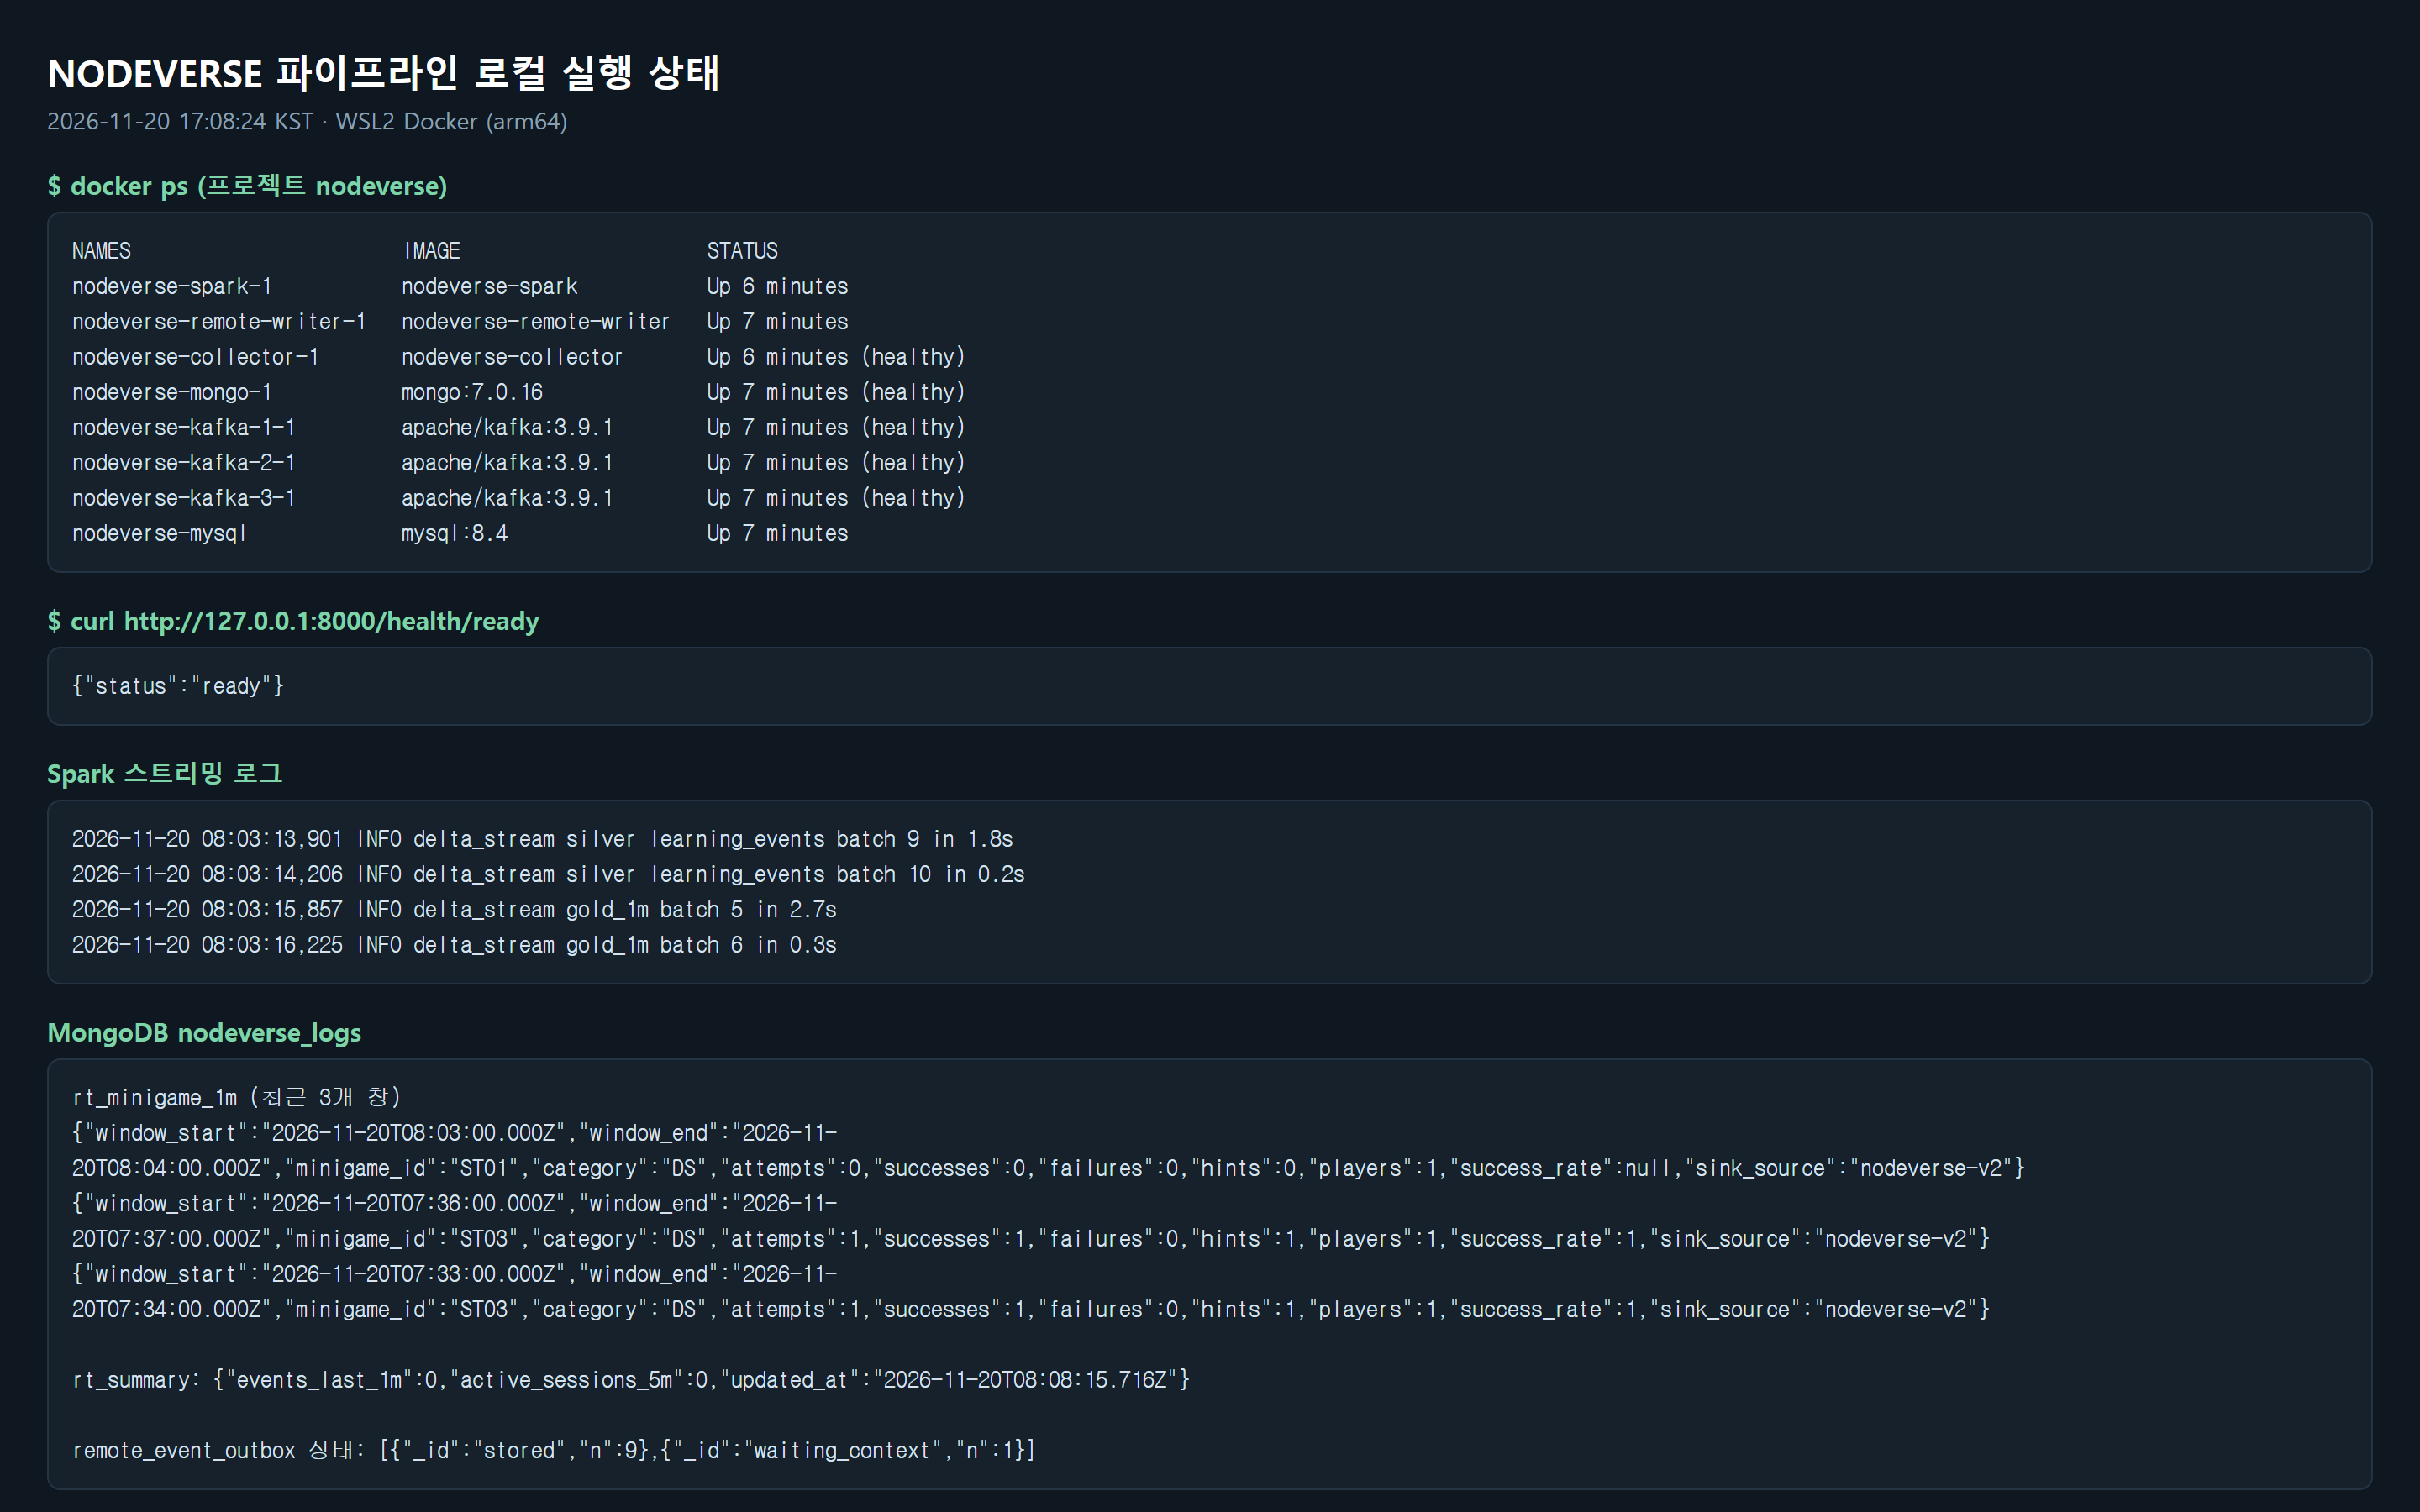 NODEVERSE 파이프라인 로컬 실행 상태
2026-11-20 17:08:24 KST · WSL2 Docker (arm64)
$ docker ps (프로젝트 nodeverse)
NAMES IMAGE STATUS
nodeverse-spark-1 nodeverse-spark Up 6 minutes
nodeverse-remote-writer-1 nodeverse-remote-writer Up 7 minutes
nodeverse-collector-1 nodeverse-collector Up 6 minutes (healthy)
nodeverse-mongo-1 mongo:7.0.16 Up 7 minutes (healthy)
nodeverse-kafka-1-1 apache/kafka:3.9.1 Up 7 minutes (healthy)
nodeverse-kafka-2-1 apache/kafka:3.9.1 Up 7 minutes (healthy)
nodeverse-kafka-3-1 apache/kafka:3.9.1 Up 7 minutes (healthy)
nodeverse-mysql mysql:8.4 Up 7 minutes
$ curl http://127.0.0.1:8000/health/ready
{"status":"ready"}
Spark 스트리밍 로그
2026-11-20 08:03:13,901 INFO delta_stream silver learning_events batch 9 in 1.8s
2026-11-20 08:03:14,206 INFO delta_stream silver learning_events batch 10 in 0.2s
2026-11-20 08:03:15,857 INFO delta_stream gold_1m batch 5 in 2.7s
2026-11-20 08:03:16,225 INFO delta_stream gold_1m batch 6 in 0.3s
MongoDB nodeverse_logs
rt_minigame_1m (최근 3개 창)
{"window_start":"2026-11-20T08:03:00.000Z","window_end":"2026-11-
20T08:04:00.000Z","minigame_id":"ST01","category":"DS","attempts":0,"successes":0,"failures":0,"hints":0,"players":1,"success_rate":null,"sink_source":"nodeverse-v2"}
{"window_start":"2026-11-20T07:36:00.000Z","window_end":"2026-11-
20T07:37:00.000Z","minigame_id":"ST03","category":"DS","attempts":1,"successes":1,"failures":0,"hints":1,"players":1,"success_rate":1,"sink_source":"nodeverse-v2"}
{"window_start":"2026-11-20T07:33:00.000Z","window_end":"2026-11-
20T07:34:00.000Z","minigame_id":"ST03","category":"DS","attempts":1,"successes":1,"failures":0,"hints":1,"players":1,"success_rate":1,"sink_source":"nodeverse-v2"}
rt_summary: {"events_last_1m":0,"active_sessions_5m":0,"updated_at":"2026-11-20T08:08:15.716Z"}
remote_event_outbox 상태: [{"_id":"stored","n":9},{"_id":"waiting_context","n":1}]